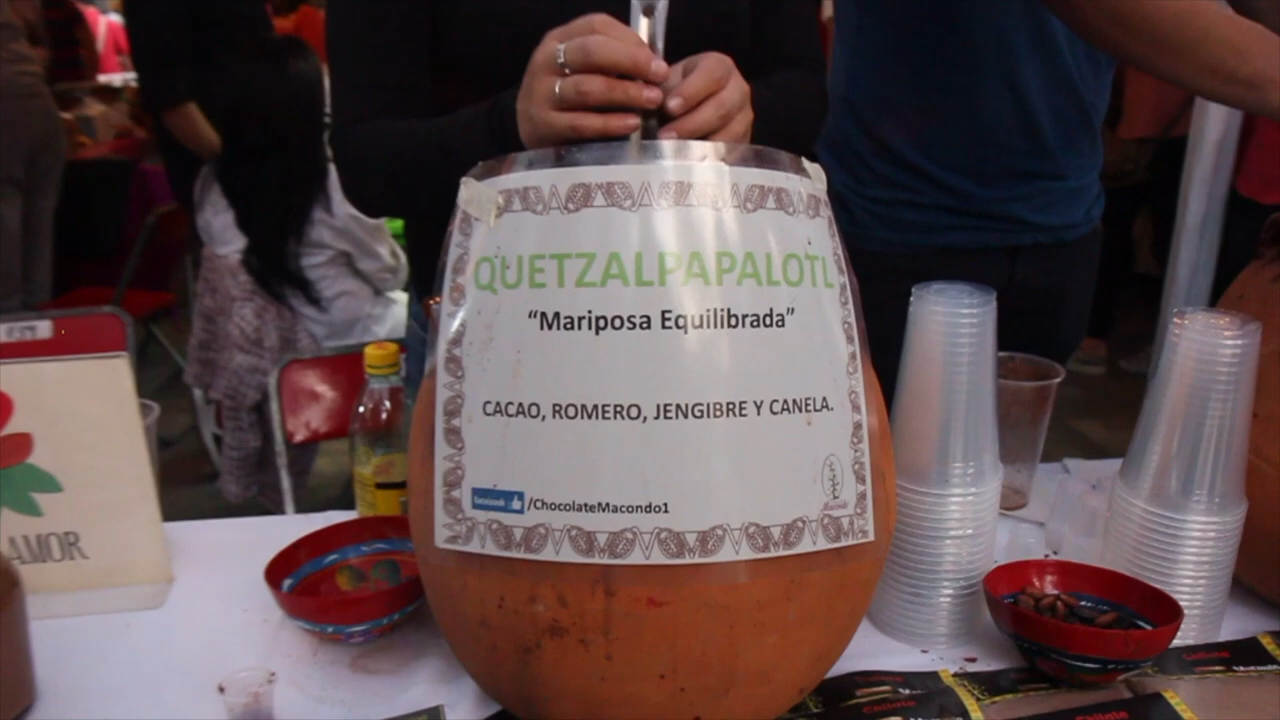 QUETZALPAPALOTL
“Mariposa Equilibrada”
CACAO, ROMERO, JENGIBRE Y CANELA.
facebook /ChocolateMacondo1
AMOR